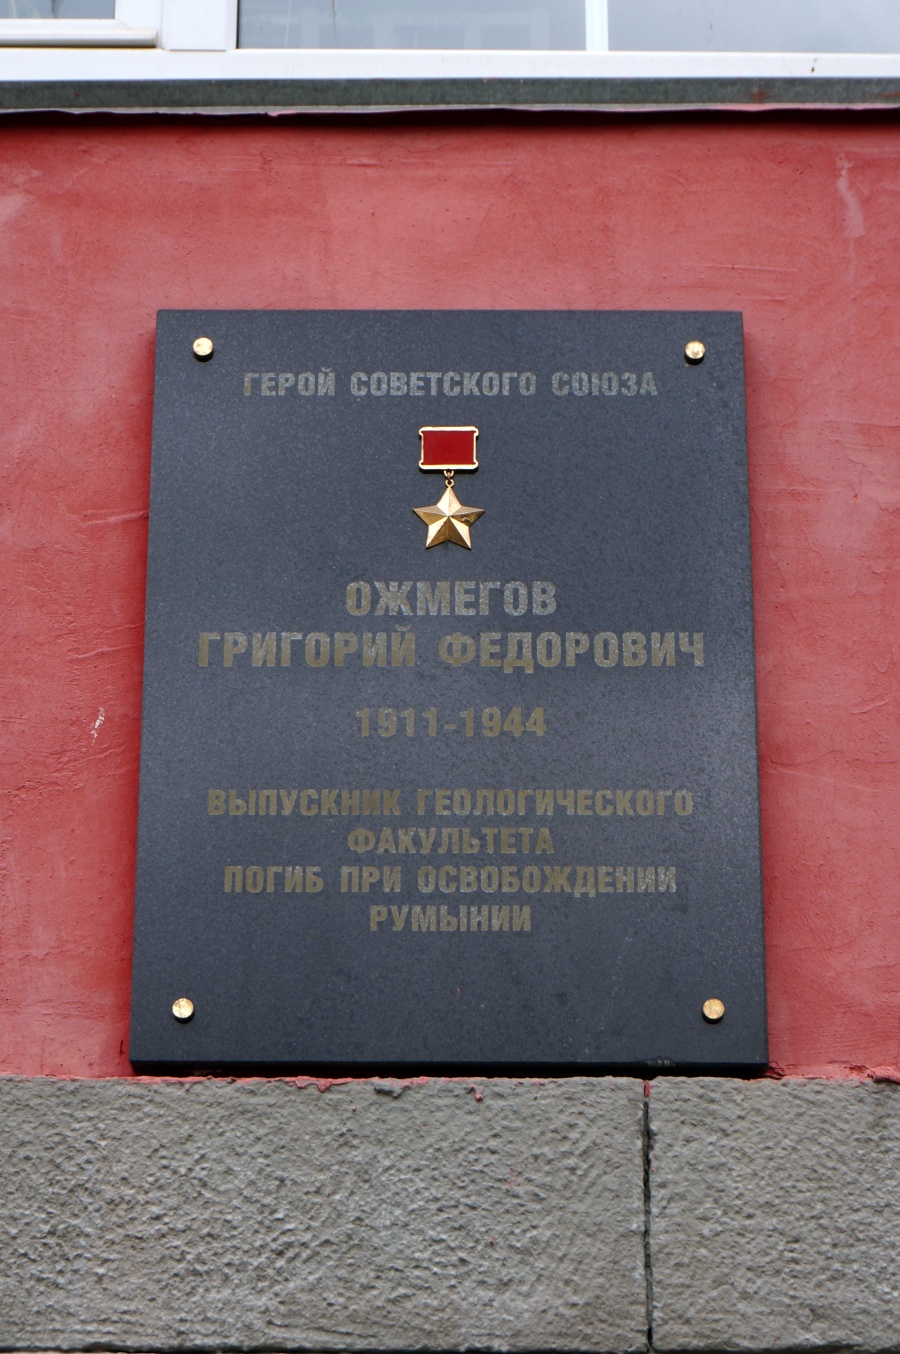 ГЕРОЙ СОВЕТСКОГО СОЮЗА
ОЖМЕГОВ
ГРИГОРИЙ ФЕДОРОВИЧ
1911-1944
ВЫПУСКНИК ГЕОЛОГИЧЕСКОГО
ФАКУЛЬТЕТА
ПОГИБ ПРИ ОСВОБОЖДЕНИИ
РУМЫНИИ